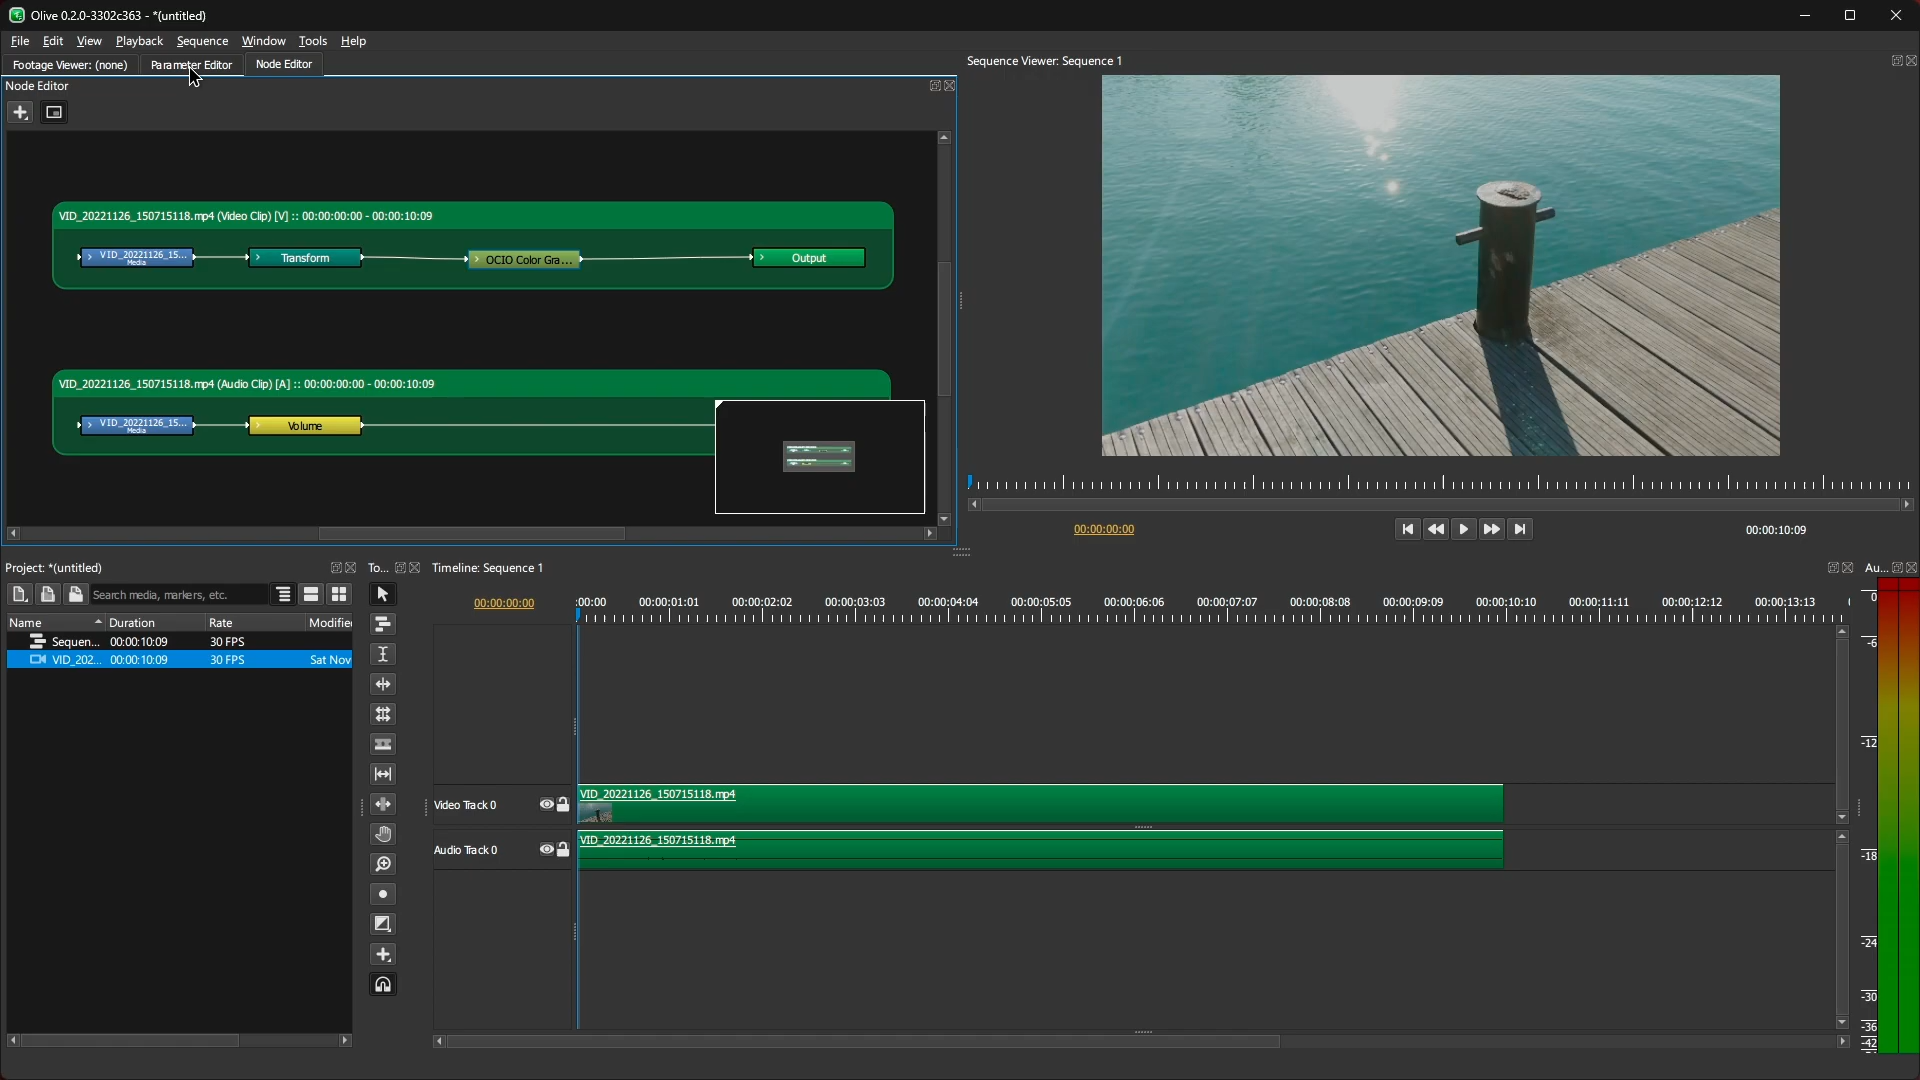 Olive 0.2.0-3302c363 - *(untitled)
File Edit View Playback Sequence Window Tools Help
Footage Viewer: (none) Parameter Editor Node Editor
Node Editor
VID_20221126_150715118.mp4 (Video Clip) [V] :: 00:00:00:00 - 00:00:10:09
VID_20221126_15... Transform OCIO Color Gra... Output
Media
VID_20221126_150715118.mp4 (Audio Clip) [A] :: 00:00:00:00 - 00:00:10:09
VID_20221126_15... Volume
Media
Sequence Viewer: Sequence 1
00:00:00:00 00:00:10:09
Project: *(untitled)
Search media, markers, etc.
Name Duration Rate Modifie
Sequen... 00:00:10:09 30 FPS
VID_202... 00:00:10:09 30 FPS Sat Nov
To...
Timeline: Sequence 1
00:00:00:00
:00:00 00:00:01:01 00:00:02:02 00:00:03:03 00:00:04:04 00:00:05:05 00:00:06:06 00:00:07:07 00:00:08:08 00:00:09:09 00:00:10:10 00:00:11:11 00:00:12:12 00:00:13:13
Video Track 0
VID_20221126_150715118.mp4
Audio Track 0
VID_20221126_150715118.mp4
Au...
0
-6
-12
-18
-24
-30
-36
-42